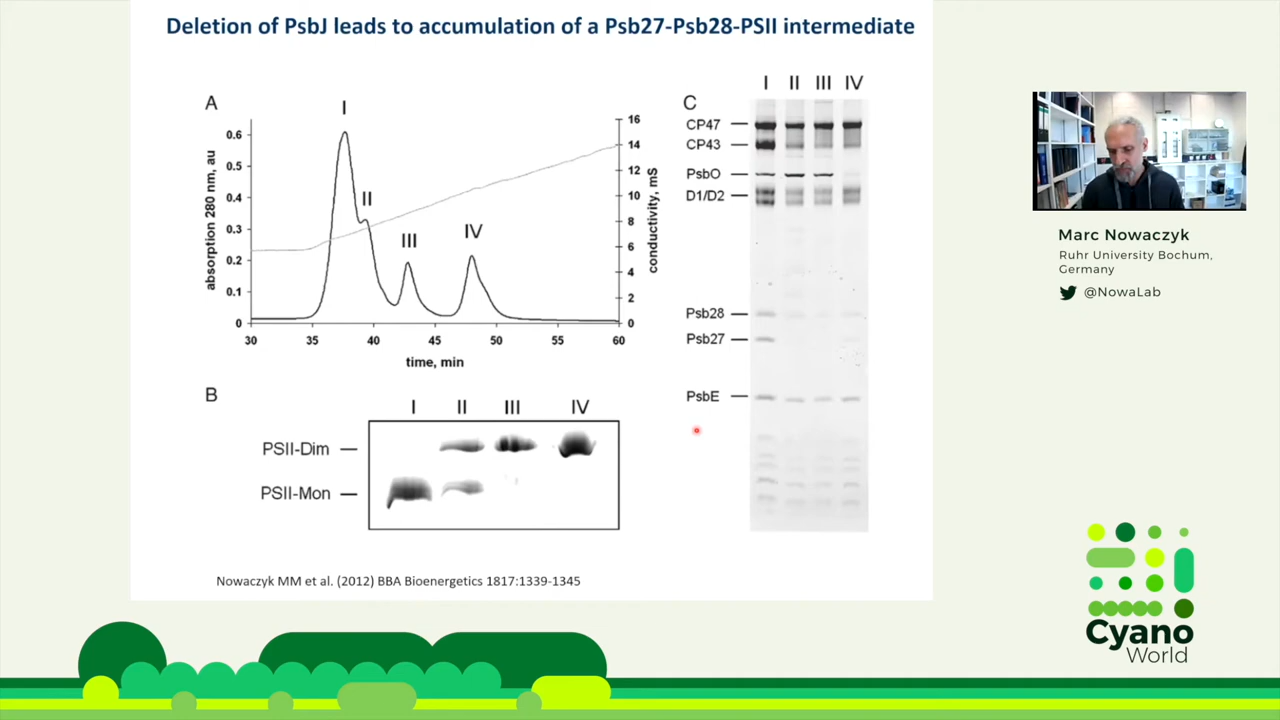 Deletion of PsbJ leads to accumulation of a Psb27-Psb28-PSII intermediate
A
I
II
III
IV
absorption 280 nm, au
0.6
0.5
0.4
0.3
0.2
0.1
0
16
14
12
10
8
6
4
2
0
conductivity, mS
30 35 40 45 50 55 60
time, min
B
I II III IV
PSII-Dim
PSII-Mon
C
I II III IV
CP47
CP43
PsbO
D1/D2
Psb28
Psb27
PsbE
Nowaczyk MM et al. (2012) BBA Bioenergetics 1817:1339-1345
Marc Nowaczyk
Ruhr University Bochum,
Germany
@NowaLab
Cyano
World